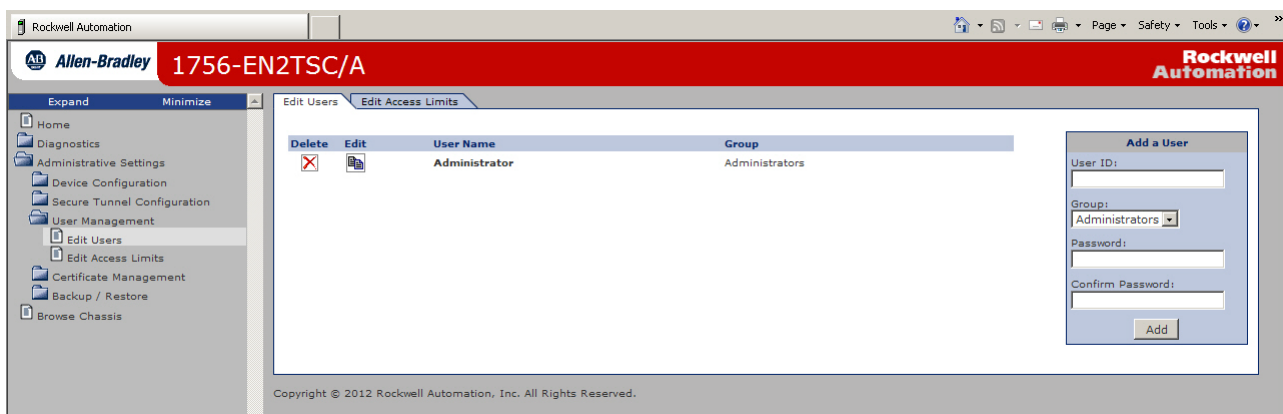 Rockwell Automation
Page Safety Tools
»
AB Allen-Bradley 1756-EN2TSC/A
Rockwell
Automation
Expand Minimize
Home
Diagnostics
Administrative Settings
Device Configuration
Secure Tunnel Configuration
User Management
Edit Users
Edit Access Limits
Certificate Management
Backup / Restore
Browse Chassis
Edit Users Edit Access Limits
Delete Edit User Name Group
Administrator Administrators
Add a User
User ID:
Group:
Administrators
Password:
Confirm Password:
Add
Copyright © 2012 Rockwell Automation, Inc. All Rights Reserved.